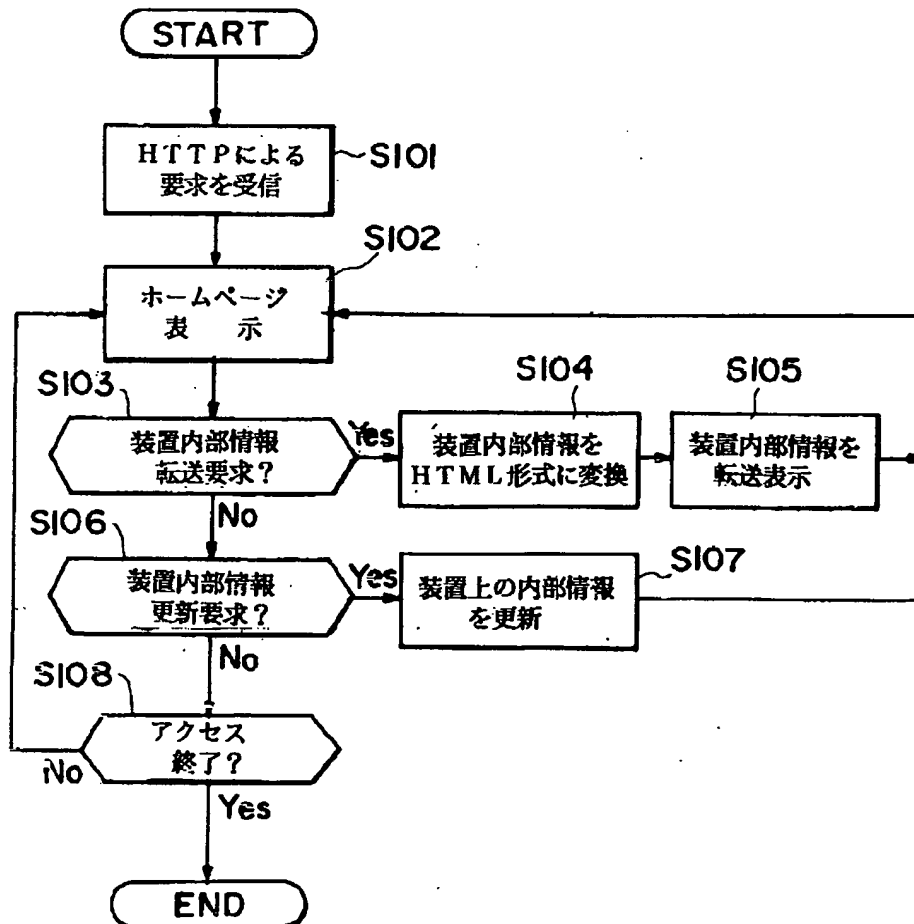 START
HTTPによる
要求を受信
S101
S102
ホームページ
表 示
S103
装置内部情報
転送要求?
Yes
No
S104
装置内部情報を
HTML形式に変換
S105
装置内部情報を
転送表示
S106
装置内部情報
更新要求?
Yes
No
S107
装置上の内部情報
を更新
S108
アクセス
終了?
No
Yes
END